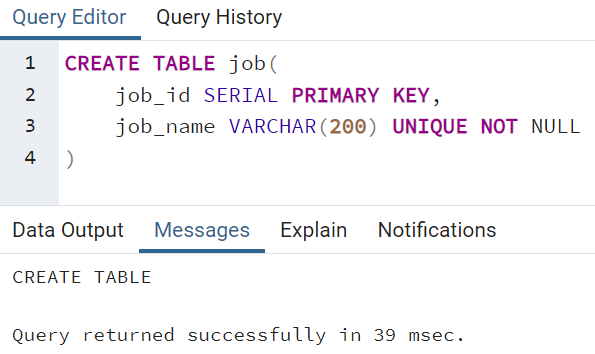 Query Editor Query History
1 CREATE TABLE job(
2 job_id SERIAL PRIMARY KEY,
3 job_name VARCHAR(200) UNIQUE NOT NULL
4 )
Data Output Messages Explain Notifications
CREATE TABLE
Query returned successfully in 39 msec.